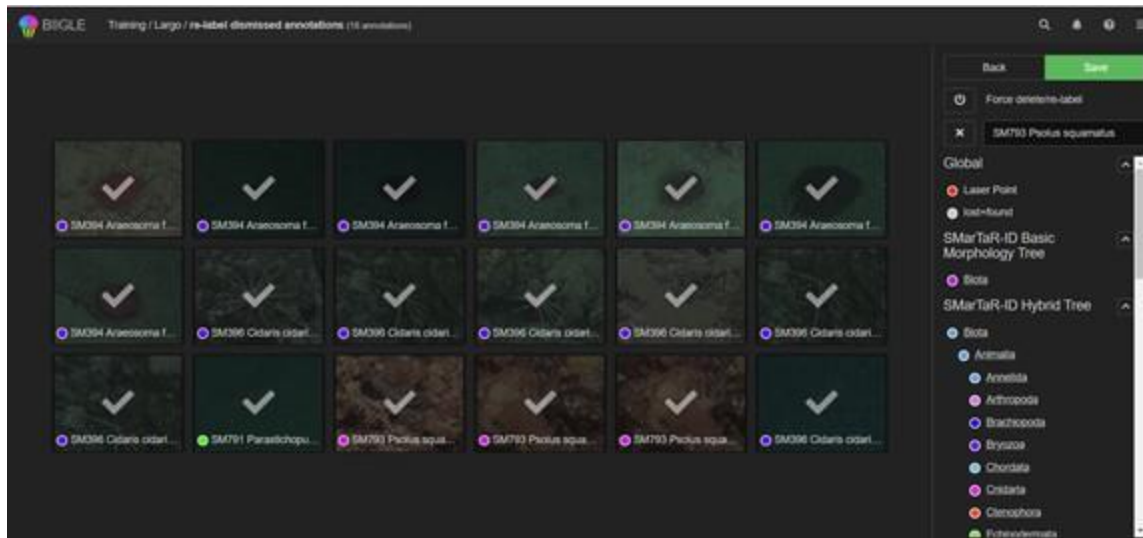 BIIGLE Training / Largo / re-label dismissed annotations (18 annotations)
Back Save
Force delete/re-label
SM793 Psolus squamatus
Global
Laser Point
lost+found
SMarTaR-ID Basic
Morphology Tree
Biota
SMarTaR-ID Hybrid Tree
Biota
Animalia
Annelida
Arthropoda
Brachiopoda
Bryozoa
Chordata
Cnidaria
Ctenophora
Echinodermata
SM394 Araeosoma f... SM394 Araeosoma f... SM394 Araeosoma f... SM394 Araeosoma f... SM394 Araeosoma f... SM394 Araeosoma f...
SM394 Araeosoma f... SM396 Cidaris cidari... SM396 Cidaris cidari... SM396 Cidaris cidari... SM396 Cidaris cidari... SM396 Cidaris cidari...
SM396 Cidaris cidari... SM791 Parastichopu... SM793 Psolus squa... SM793 Psolus squa... SM793 Psolus squa... SM396 Cidaris cidari...